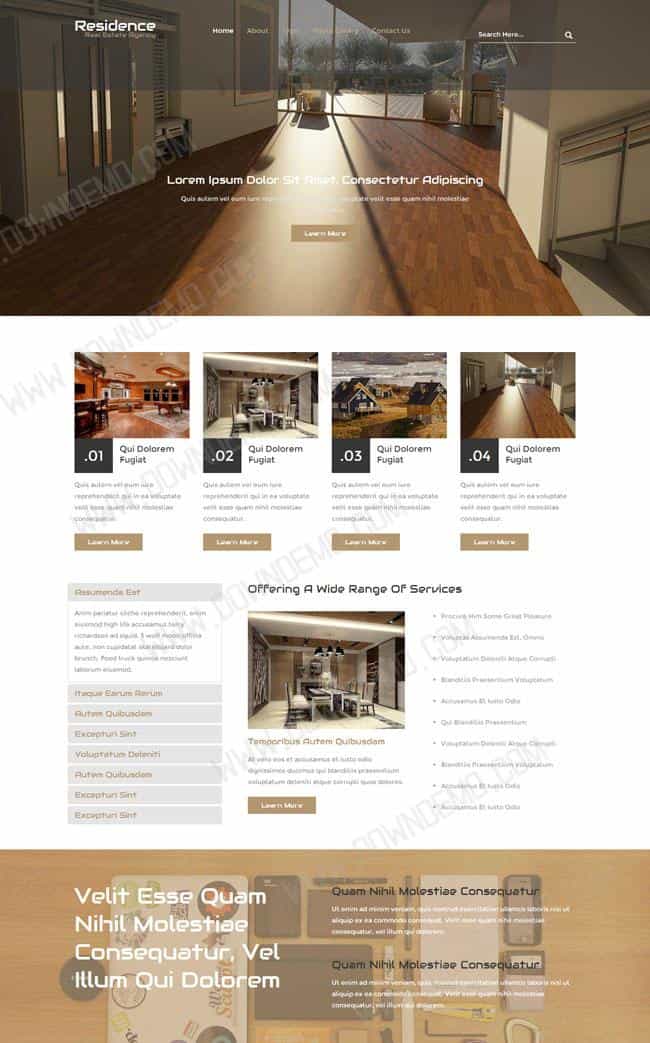 Residence
Real Estate Agency
Home
About
Contact Us
Search Here...
Lorem Ipsum Dolor Sit Amet, Consectetur Adipiscing
Quis autem vel eum iure voluptate velit esse quam nihil molestiae
Learn More
.01
Qui Dolorem
Fugiat
Quis autem vel eum iure
reprehenderit qui in ea voluptate
velit esse quam nihil molestiae
consequatur.
Learn More
.02
Qui Dolorem
Fugiat
Quis autem vel eum iure
reprehenderit qui in ea voluptate
velit esse quam nihil molestiae
consequatur.
Learn More
.03
Qui Dolorem
Fugiat
Quis autem vel eum iure
reprehenderit qui in ea voluptate
velit esse quam nihil molestiae
consequatur.
Learn More
.04
Qui Dolorem
Fugiat
Quis autem vel eum iure
reprehenderit qui in ea voluptate
velit esse quam nihil molestiae
consequatur.
Learn More
Assumenda Est
Anim pariatur cliche reprehenderit, enim
eiusmod high life accusamus terry
richardson ad squid. 3 wolf moon officia
aute, non cupidatat skateboard dolor
brunch. Food truck quinoa nesciunt
laborum eiusmod.
Itaque Earum Rerum
Autem Quibusdam
Excepturi Sint
Voluptatum Deleniti
Autem Quibusdam
Excepturi Sint
Excepturi Sint
Offering A Wide Range Of Services
Temporibus Autem Quibusdam
At vero eos et accusamus et iusto odio
dignissimos ducimus qui blanditiis praesentium
voluptatum deleniti atque corrupti quos dolores.
Learn More
Procure Him Some Great Pleasure
Voluptas Assumenda Est, Omnis
Voluptatum Deleniti Atque Corrupti
Blanditiis Praesentium Voluptatum
Accusamus Et Iusto Odio
Qui Blanditiis Praesentium
Voluptatum Deleniti Atque Corrupti
Blanditiis Praesentium Voluptatum
Accusamus Et Iusto Odio
Accusamus Et Iusto Odio
Velit Esse Quam
Nihil Molestiae
Consequatur, Vel
Illum Qui Dolorem
Quam Nihil Molestiae Consequatur
Ut enim ad minim veniam, quis nostrud exercitation ullamco laboris nisi ut
aliquip ex ea commodo consequat. Quam nihil molestiae
consequatur, vel illum qui dolorem.
Quam Nihil Molestiae Consequatur
Ut enim ad minim veniam, quis nostrud exercitation ullamco laboris nisi ut
aliquip ex ea commodo consequat. Quam nihil molestiae
consequatur, vel illum qui dolorem.
WWW.DOWNDEMO.COM